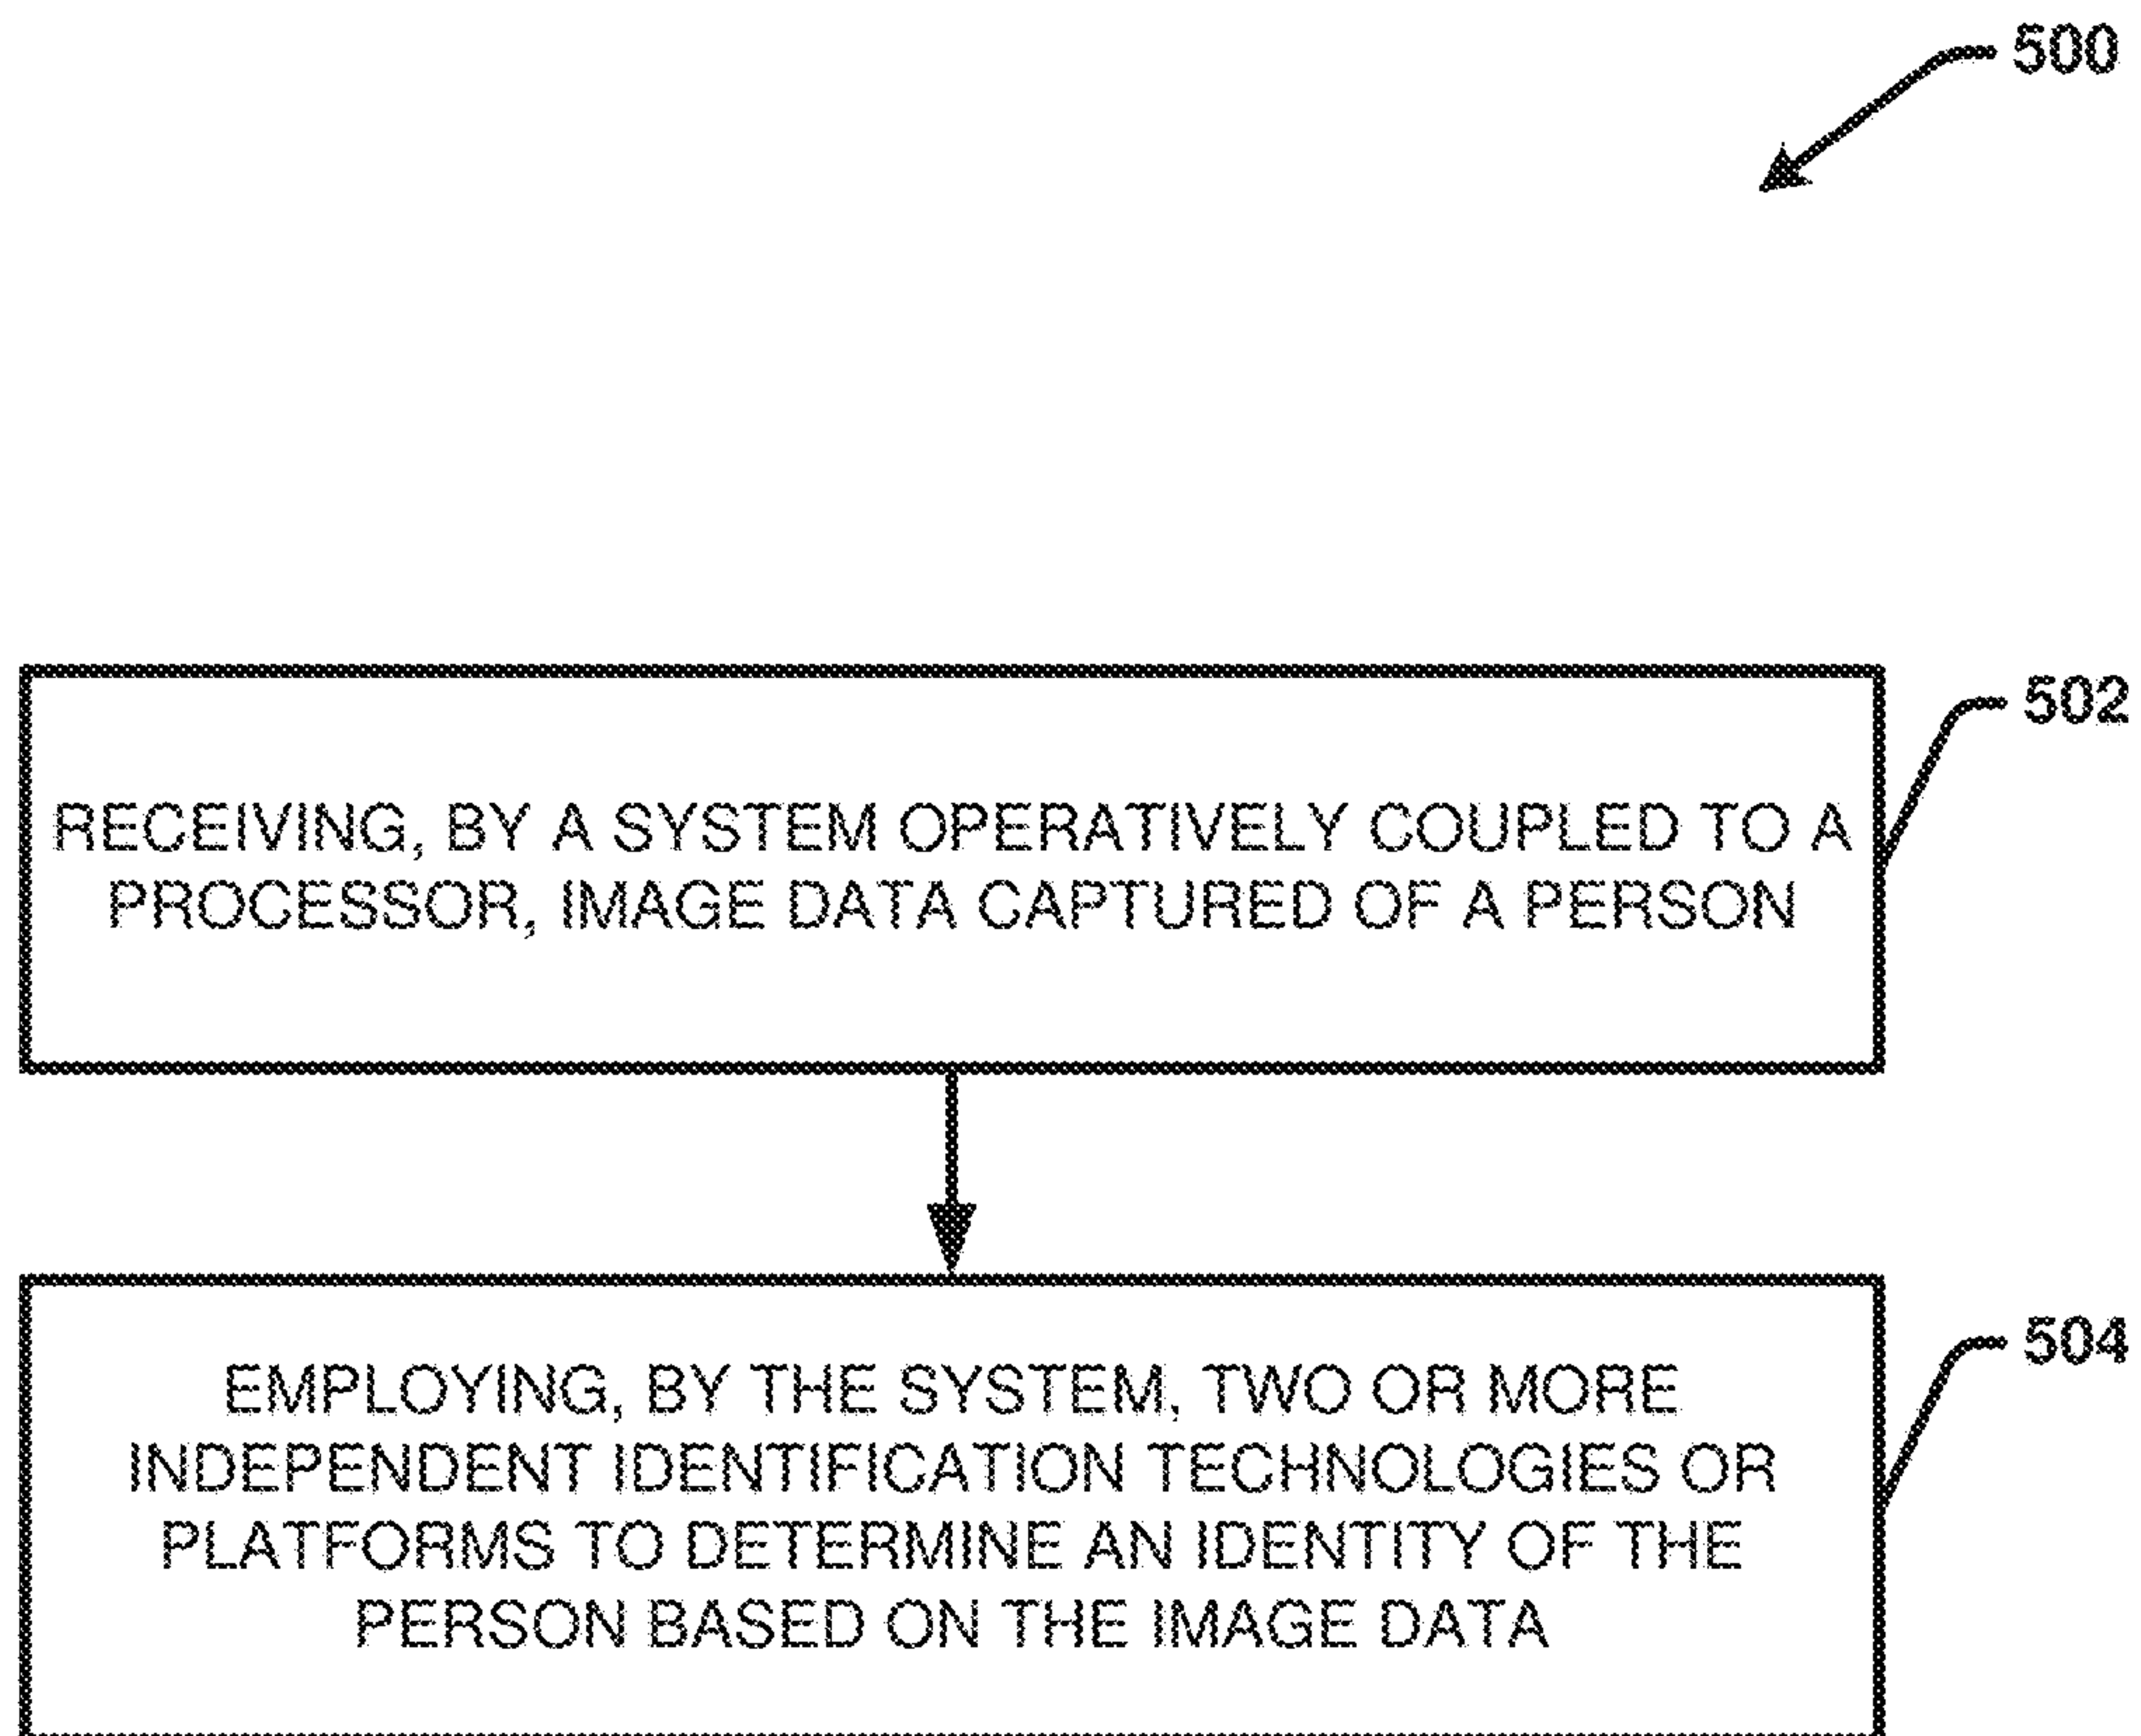 500
502
RECEIVING, BY A SYSTEM OPERATIVELY COUPLED TO A
PROCESSOR, IMAGE DATA CAPTURED OF A PERSON
504
EMPLOYING, BY THE SYSTEM, TWO OR MORE
INDEPENDENT IDENTIFICATION TECHNOLOGIES OR
PLATFORMS TO DETERMINE AN IDENTITY OF THE
PERSON BASED ON THE IMAGE DATA